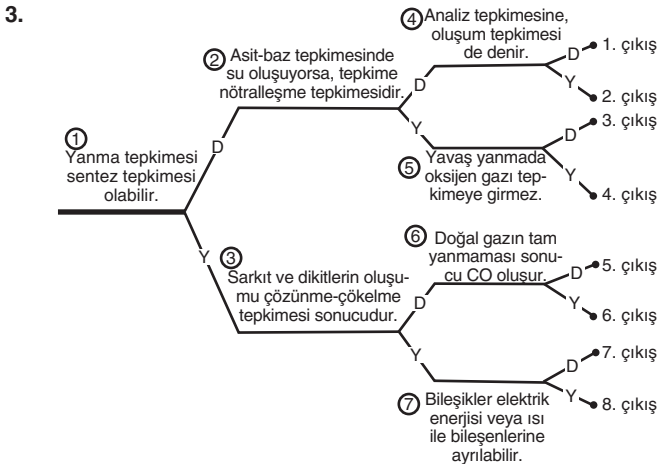 3.
① Yanma tepkimesi
sentez tepkimesi
olabilir.
D
Y
② Asit-baz tepkimesinde
su oluşuyorsa, tepkime
nötralleşme tepkimesidir.
D
Y
③ Sarkıt ve dikitlerin oluşu-
mu çözünme-çökelme
tepkimesi sonucudur.
D
Y
④ Analiz tepkimesine,
oluşum tepkimesi
de denir.
D 1. çıkış
Y 2. çıkış
⑤ Yavaş yanmada
oksijen gazı tep-
kimeye girmez.
D 3. çıkış
Y 4. çıkış
⑥ Doğal gazın tam
yanmaması sonu-
cu CO oluşur.
D 5. çıkış
Y 6. çıkış
⑦ Bileşikler elektrik
enerjisi veya ısı
ile bileşenlerine
ayrılabilir.
D 7. çıkış
Y 8. çıkış